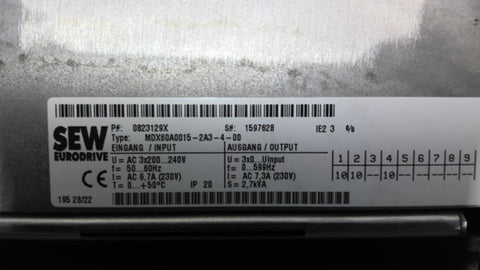 P#: 0823129X S#: 1597628 IE2 3 %
Type: MDX60A0015-2A3-4-00
SEW
EURODRIVE
EINGANG / INPUT
U = AC 3x200...240V
f = 50...60Hz
I = AC 6,7A (230V)
T = 0...+50°C IP 20
AUSGANG / OUTPUT
U = 3x0...Uinput
f = 0...599Hz
I = AC 7,3A (230V)
S = 2,7kVA
1 2 3 4 5 6 7 8 9
10 10 -- 10
CE
195 28/22